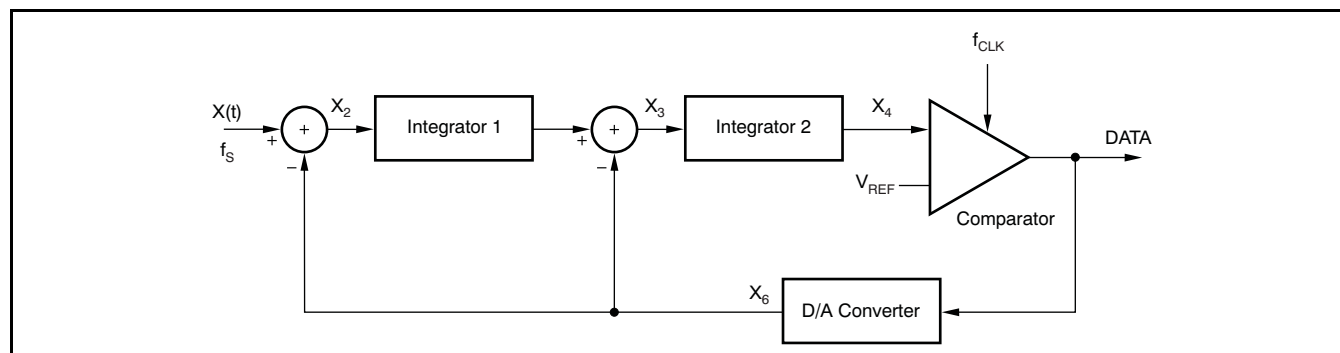 f_CLK
X(t)
f_S
+
+
−
X_2
Integrator 1
+
+
−
X_3
Integrator 2
X_4
V_REF
Comparator
DATA
X_6
D/A Converter